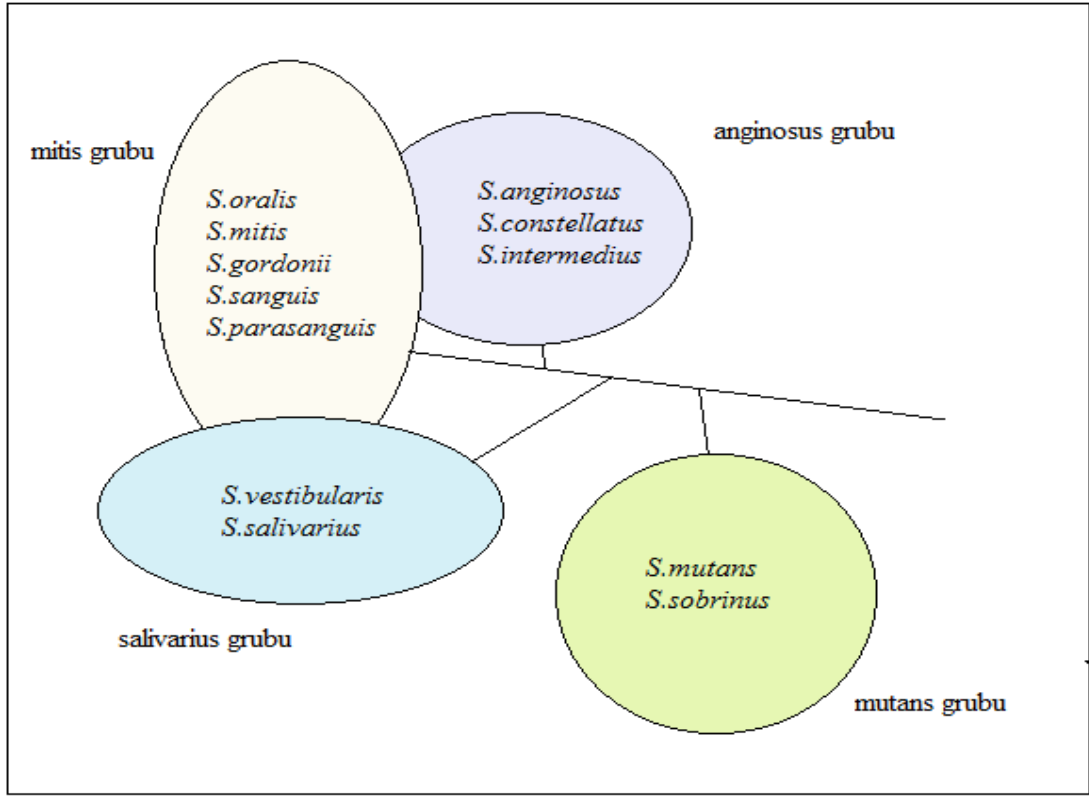 mitis grubu
S.oralis
S.mitis
S.gordonii
S.sanguis
S.parasanguis
anginosus grubu
S.anginosus
S.constellatus
S.intermedius
S.vestibularis
S.salivarius
salivarius grubu
S.mutans
S.sobrinus
mutans grubu